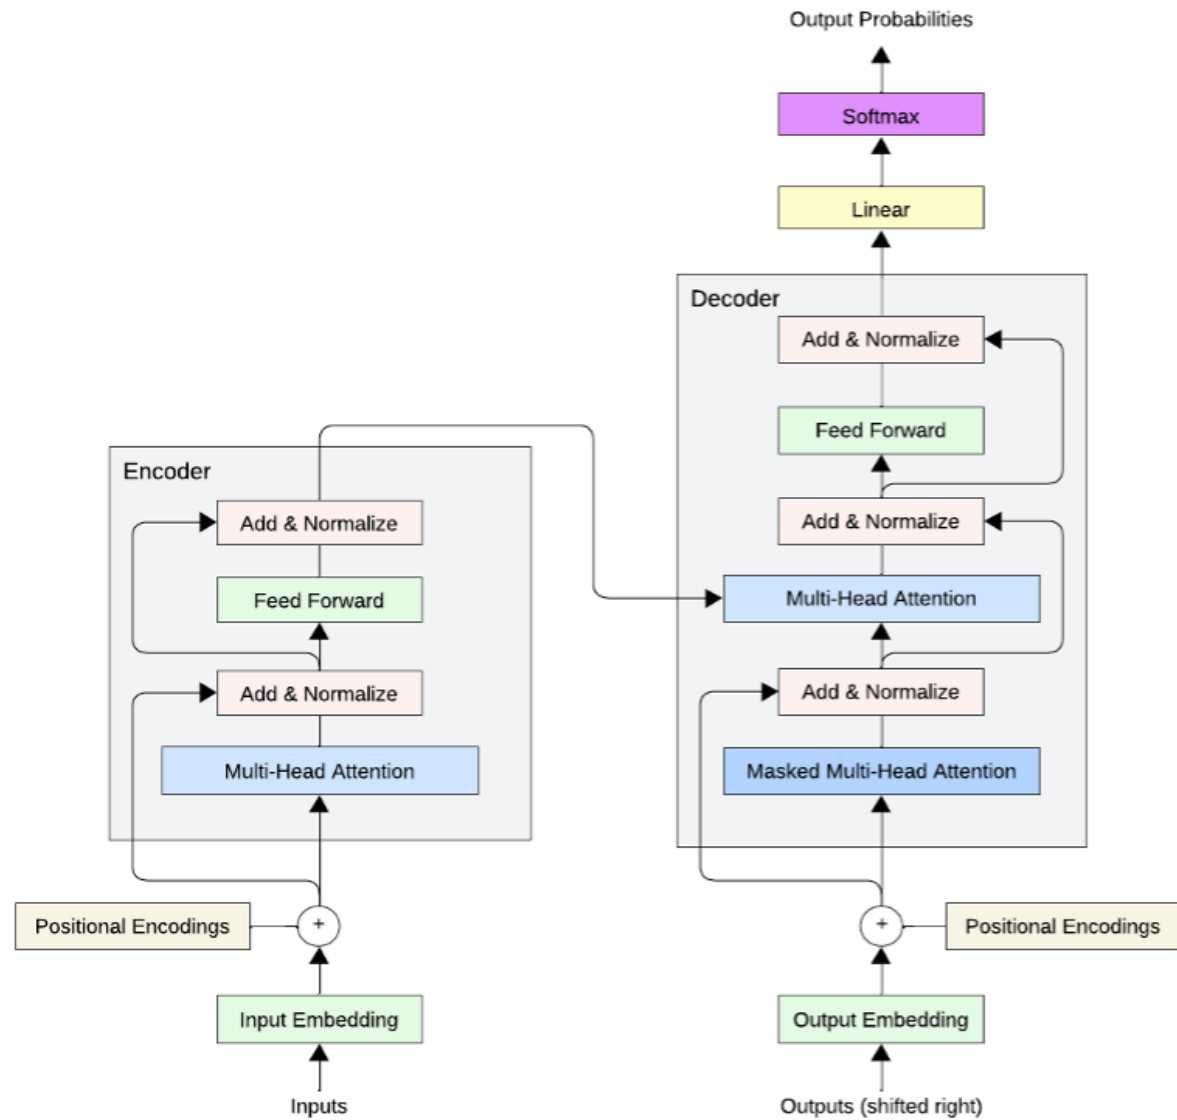 Output Probabilities
Softmax
Linear
Decoder
Add & Normalize
Feed Forward
Add & Normalize
Multi-Head Attention
Add & Normalize
Masked Multi-Head Attention
Encoder
Add & Normalize
Feed Forward
Add & Normalize
Multi-Head Attention
Positional Encodings
+
+
Positional Encodings
Input Embedding
Output Embedding
Inputs
Outputs (shifted right)